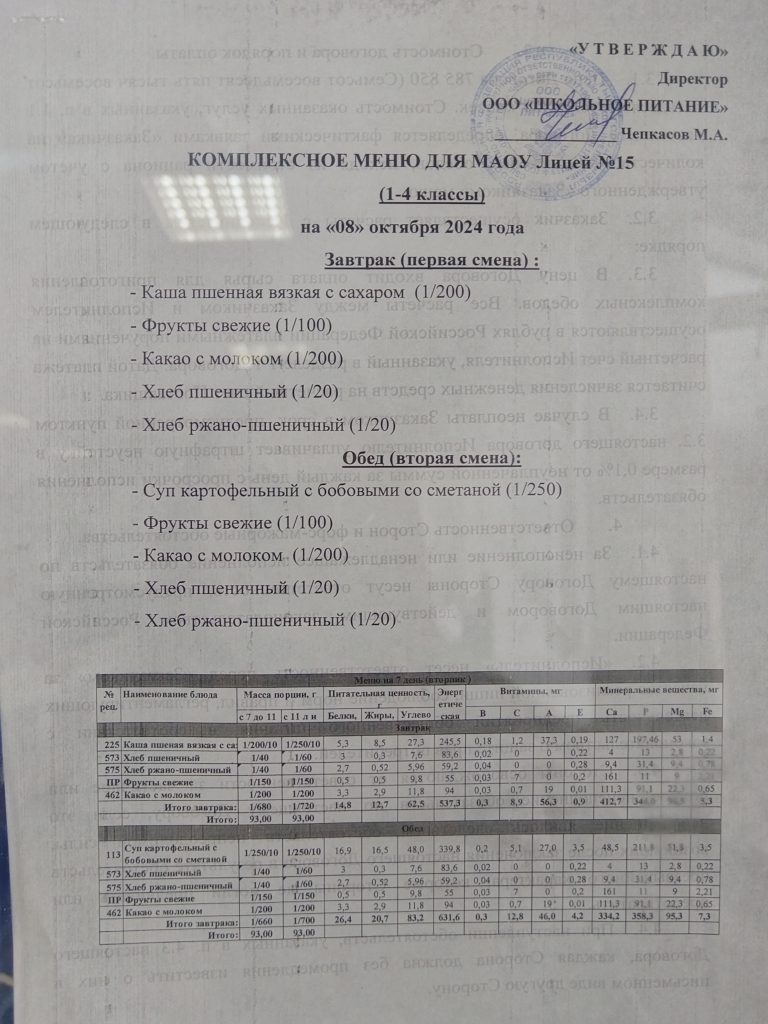 «У Т В Е Р Ж Д А Ю»
Директор
ООО «ШКОЛЬНОЕ ПИТАНИЕ»
Чепкасов М.А.
КОМПЛЕКСНОЕ МЕНЮ ДЛЯ МАОУ Лицей №15
(1-4 классы)
на «08» октября 2024 года
Завтрак (первая смена) :
- Каша пшенная вязкая с сахаром (1/200)
- Фрукты свежие (1/100)
- Какао с молоком (1/200)
- Хлеб пшеничный (1/20)
- Хлеб ржано-пшеничный (1/20)
Обед (вторая смена):
- Суп картофельный с бобовыми со сметаной (1/250)
- Фрукты свежие (1/100)
- Какао с молоком (1/200)
- Хлеб пшеничный (1/20)
- Хлеб ржано-пшеничный (1/20)
Меню на 7 день (вторник )
№ рец. Наименование блюда Масса порции, г Питательная ценность, г Энергетическая Витамины, мг Минеральные вещества, мг
с 7 до 11 с 11 л и Белки, Жиры, Углево B C A E Ca P Mg Fe
Завтрак
225 Каша пшеная вязкая с са 1/200/10 1/250/10 5,3 8,5 27,3 245,5 0,18 1,2 37,3 0,19 127 197,46 53 1,4
573 Хлеб пшеничный 1/40 1/60 3 0,3 7,6 83,6 0,02 0 0 0,22 4 13 2,8 0,22
575 Хлеб ржано-пшеничный 1/40 1/60 2,7 0,52 5,96 59,2 0,04 0 0 0,28 9,4 31,4 9,4 0,78
ПР Фрукты свежие 1/150 1/150 0,5 0,5 9,8 55 0,03 7 0 0,2 161 11 9 2,21
462 Какао с молоком 1/200 1/200 3,3 2,9 11,8 94 0,03 0,7 19 0,01 111,3 91,1 22,3 0,65
Итого завтрака: 1/680 1/720 14,8 12,7 62,5 537,3 0,3 8,9 56,3 0,9 412,7 5,3
Итого: 93,00 93,00
Обед
113 Суп картофельный с бобовыми со сметаной 1/250/10 1/250/10 16,9 16,5 48,0 339,8 0,2 5,1 27,0 3,5 48,5 211,8 51,8 3,5
573 Хлеб пшеничный 1/40 1/60 3 0,3 7,6 83,6 0,02 0 0 0,22 4 13 2,8 0,22
575 Хлеб ржано-пшеничный 1/40 1/60 2,7 0,52 5,96 59,2 0,04 0 0 0,28 9,4 31,4 9,4 0,78
ПР Фрукты свежие 1/150 1/150 0,5 0,5 9,8 55 0,03 7 0 0,2 161 11 9 2,21
462 Какао с молоком 1/200 1/200 3,3 2,9 11,8 94 0,03 0,7 19 0,01 111,3 91,1 22,3 0,65
Итого завтрака: 1/660 1/700 26,4 20,7 83,2 631,6 0,3 12,8 46,0 4,2 334,2 358,3 95,3 7,3
Итого: 93,00 93,00